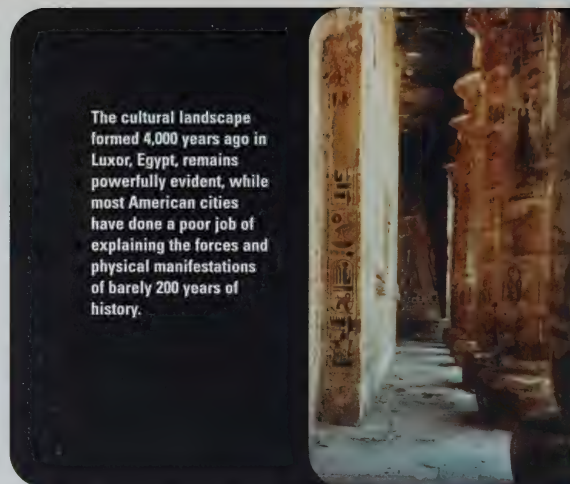 The cultural landscape
formed 4,000 years ago in
Luxor, Egypt, remains
powerfully evident, while
most American cities
have done a poor job of
explaining the forces and
physical manifestations
of barely 200 years of
history.